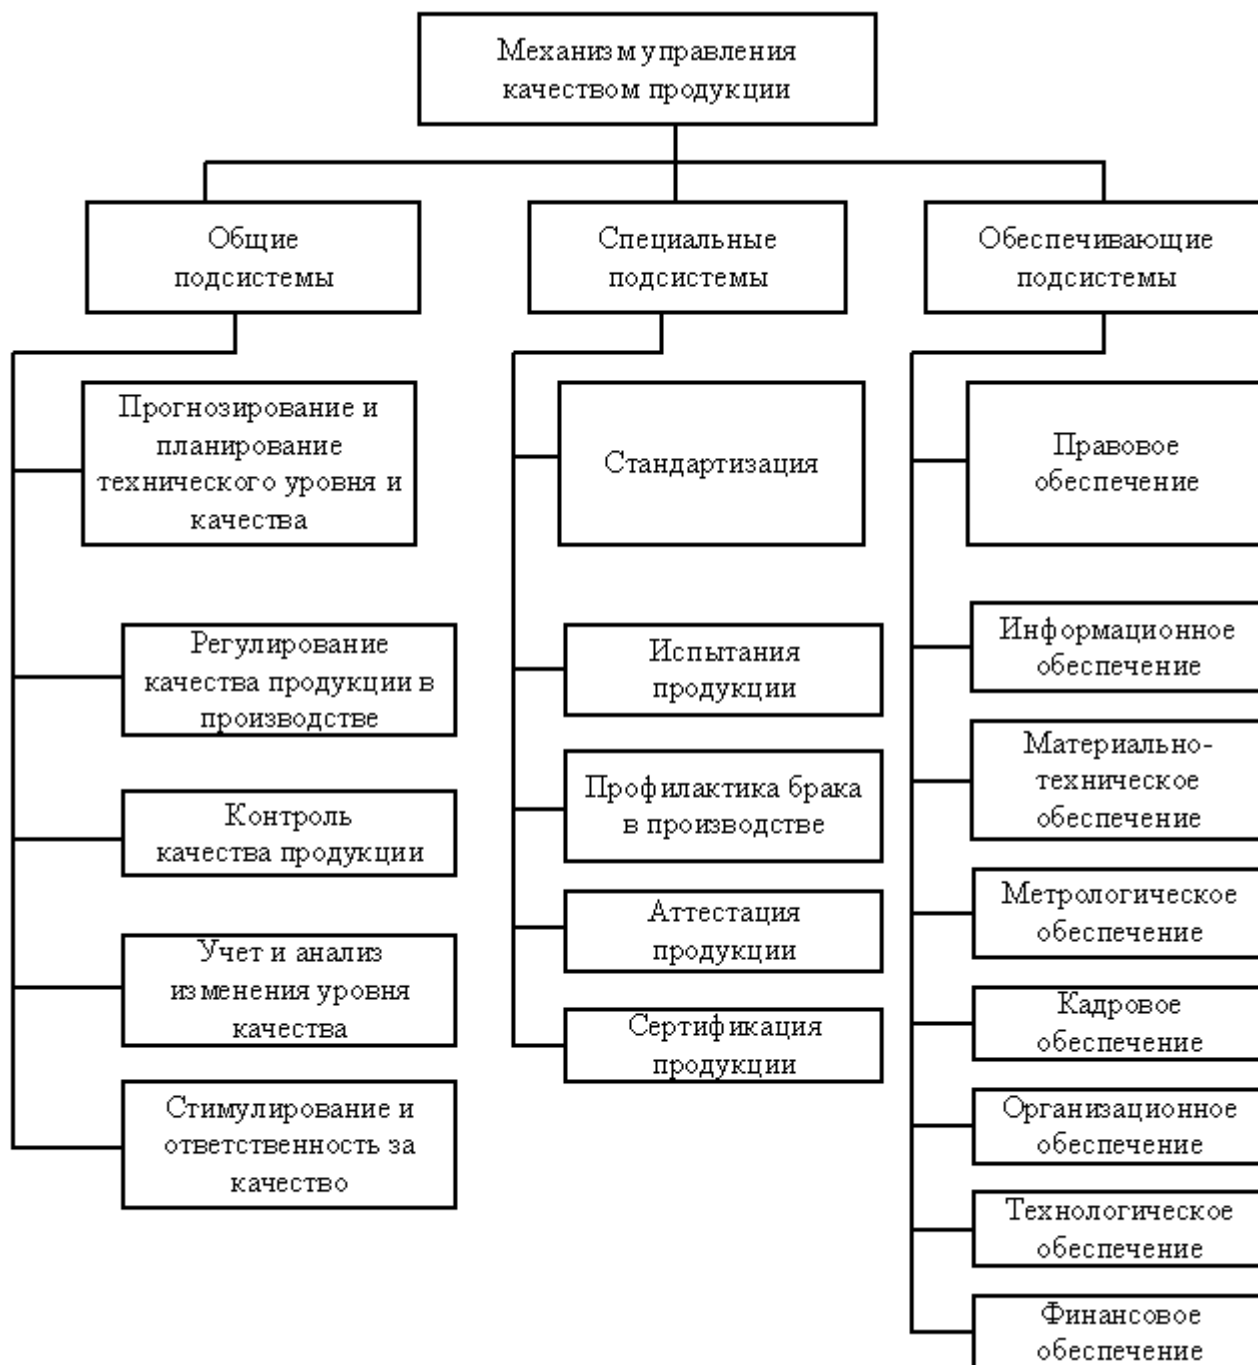 Механизм управления
качеством продукции
Общие
подсистемы
Специальные
подсистемы
Обеспечивающие
подсистемы
Прогнозирование и
планирование
технического уровня и
качества
Регулирование
качества продукции в
производстве
Контроль
качества продукции
Учет и анализ
изменения уровня
качества
Стимулирование и
ответственность за
качество
Стандартизация
Испытания
продукции
Профилактика брака
в производстве
Аттестация
продукции
Сертификация
продукции
Правовое
обеспечение
Информационное
обеспечение
Материально-
техническое
обеспечение
Метрологическое
обеспечение
Кадровое
обеспечение
Организационное
обеспечение
Технологическое
обеспечение
Финансовое
обеспечение